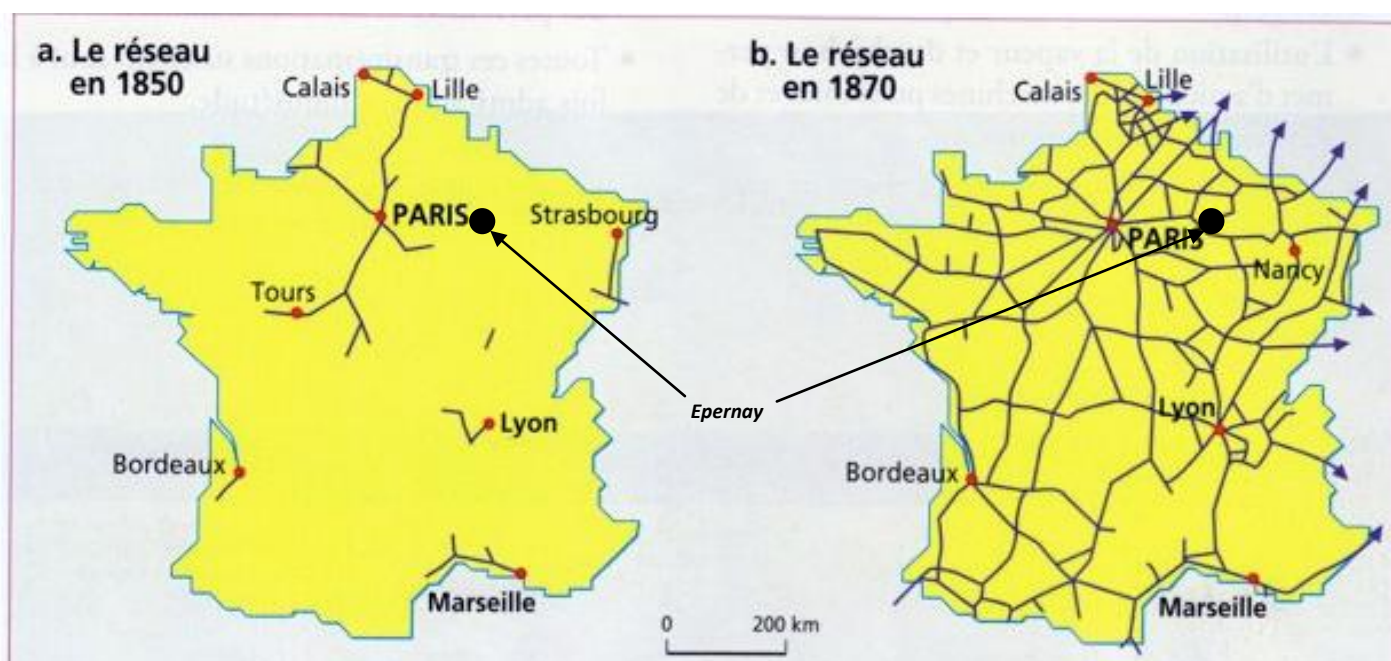 a. Le réseau
en 1850
Calais
Lille
PARIS
Strasbourg
Tours
Lyon
Bordeaux
Marseille
b. Le réseau
en 1870
Calais
Lille
PARIS
Nancy
Lyon
Bordeaux
Marseille
Epernay
0 200 km